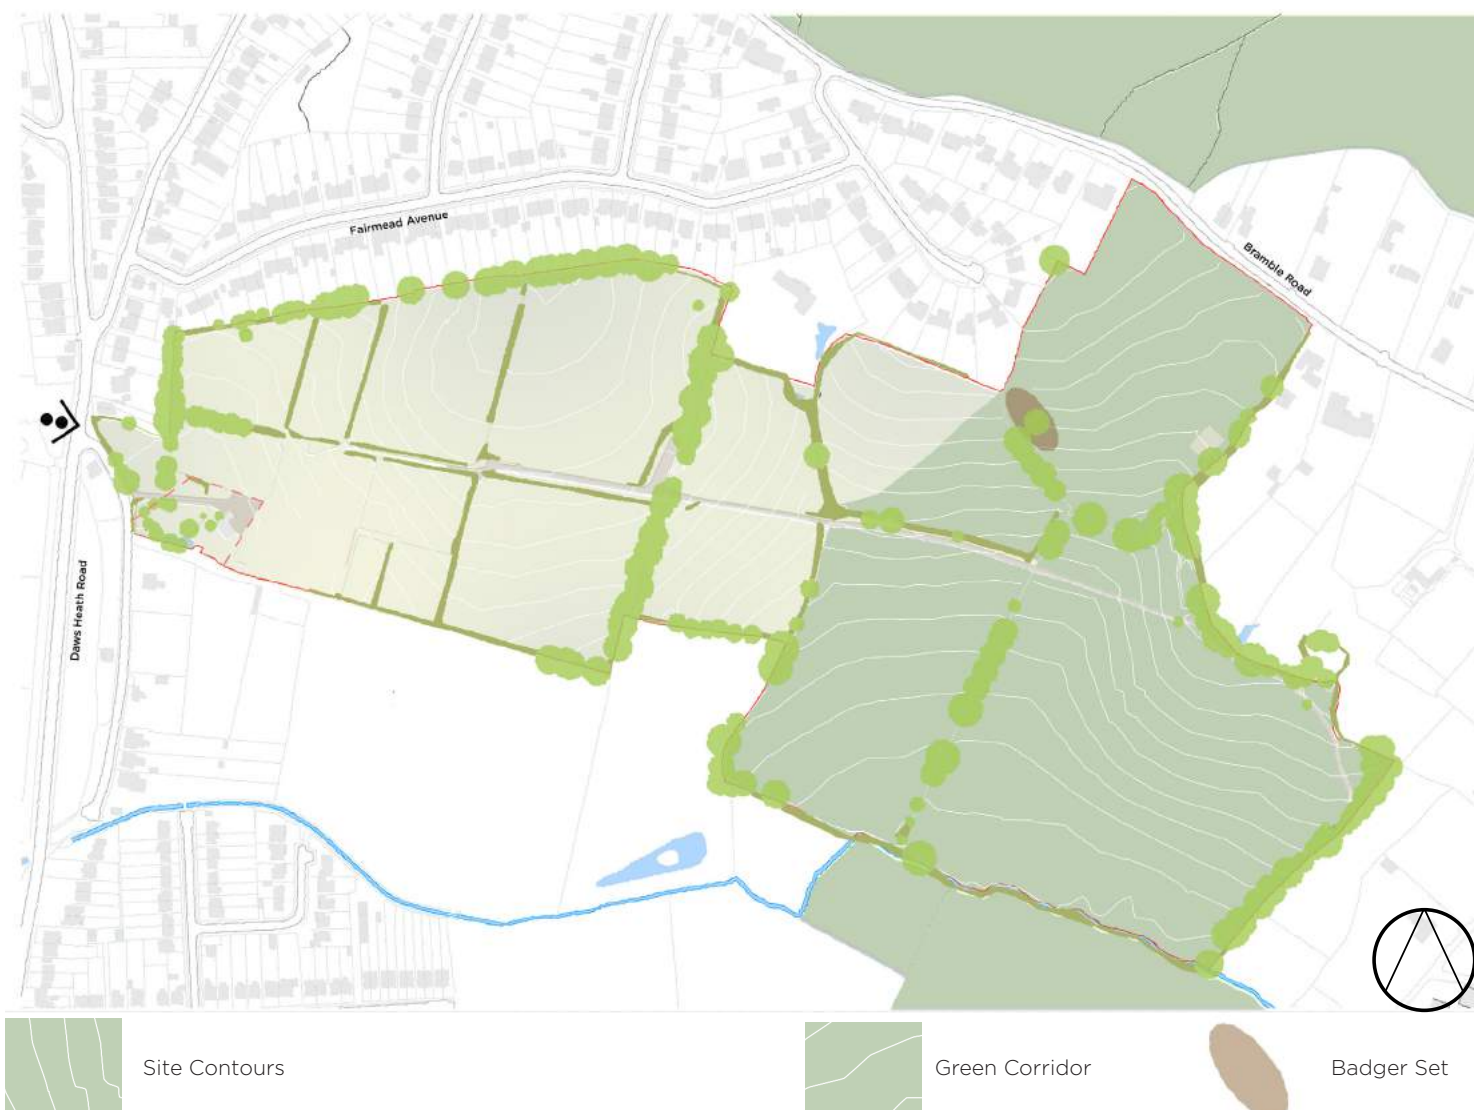 Fairmead Avenue
Bramble Road
Daws Heath Road
Site Contours
Green Corridor
Badger Set